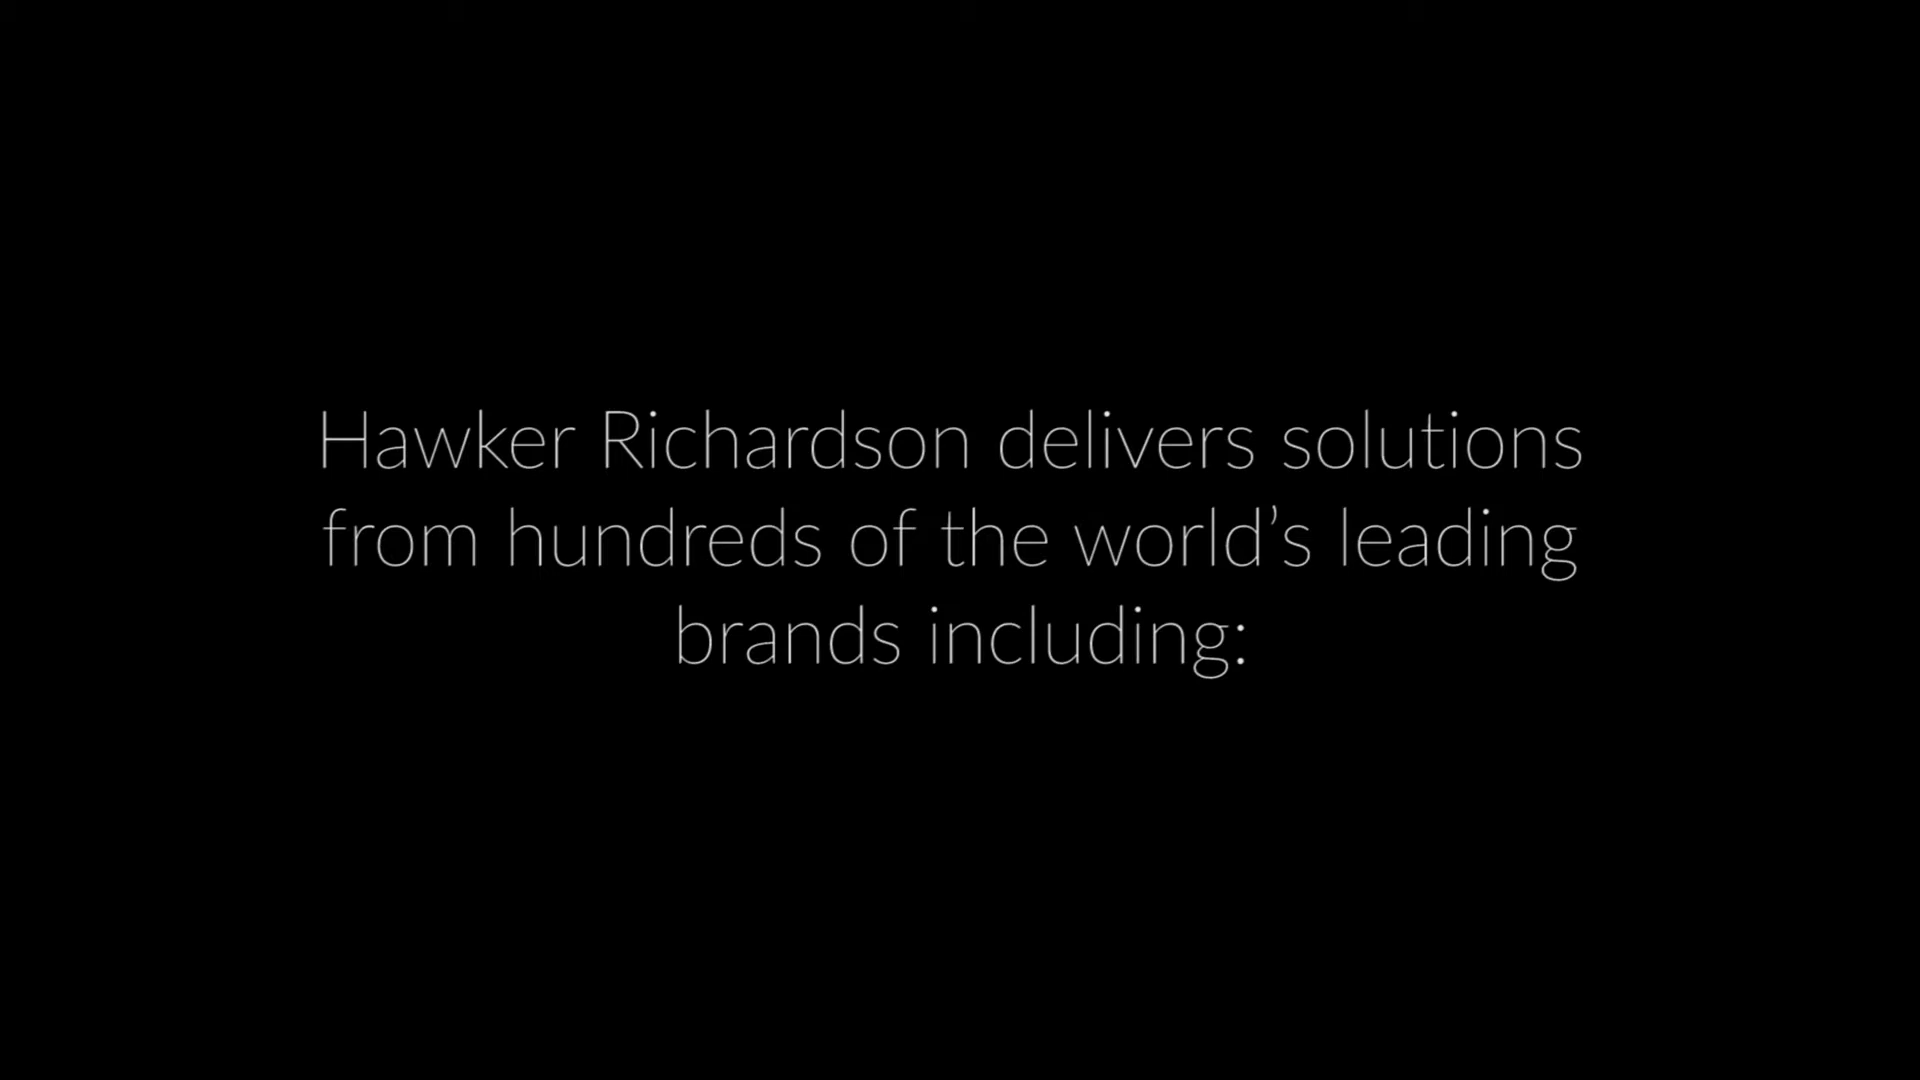 Hawker Richardson delivers solutions
from hundreds of the world’s leading
brands including: